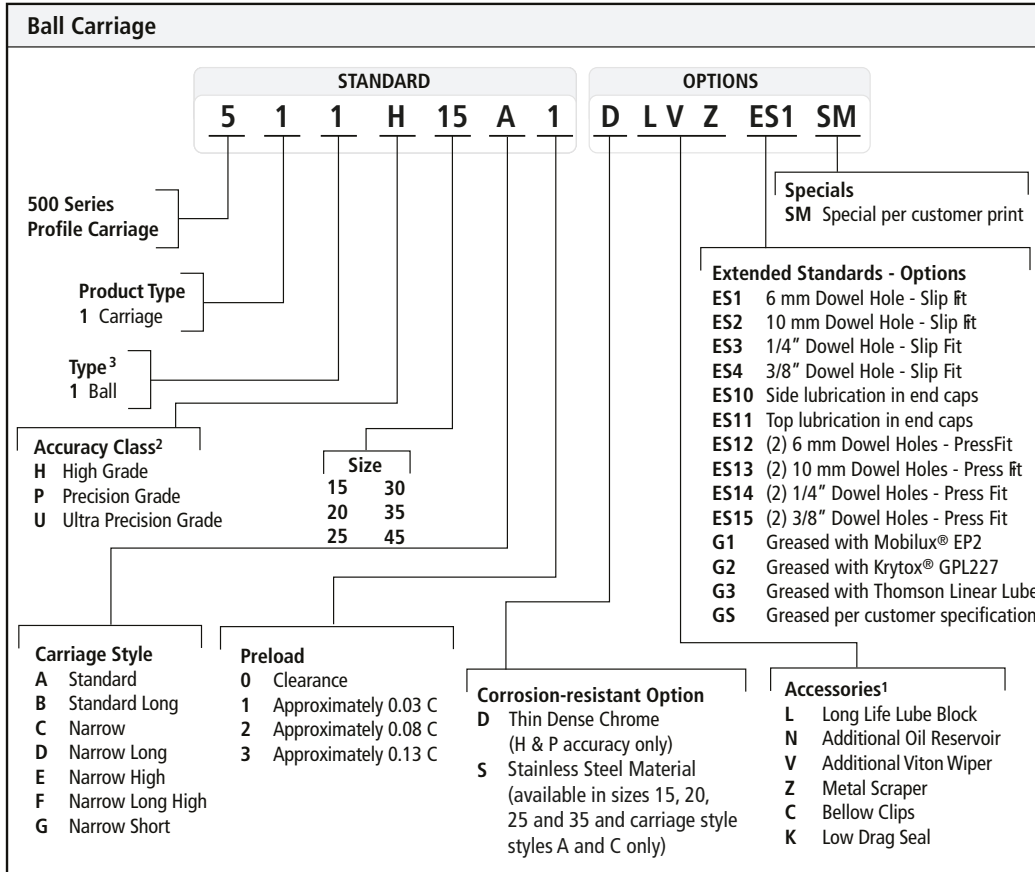 Ball Carriage
STANDARD
OPTIONS
5 1 1 H 15 A 1 D L V Z ES1 SM
500 Series
Profile Carriage
Product Type
1 Carriage
Type 3
1 Ball
Accuracy Class2
H High Grade
P Precision Grade
U Ultra Precision Grade
Size
15 30
20 35
25 45
Specials
SM Special per customer print
Extended Standards - Options
ES1 6 mm Dowel Hole - Slip Fit
ES2 10 mm Dowel Hole - Slip Fit
ES3 1/4” Dowel Hole - Slip Fit
ES4 3/8” Dowel Hole - Slip Fit
ES10 Side lubrication in end caps
ES11 Top lubrication in end caps
ES12 (2) 6 mm Dowel Holes - PressFit
ES13 (2) 10 mm Dowel Holes - Press Fit
ES14 (2) 1/4” Dowel Holes - Press Fit
ES15 (2) 3/8” Dowel Holes - Press Fit
G1 Greased with Mobilux® EP2
G2 Greased with Krytox® GPL227
G3 Greased with Thomson Linear Lube
GS Greased per customer specification
Carriage Style
A Standard
B Standard Long
C Narrow
D Narrow Long
E Narrow High
F Narrow Long High
G Narrow Short
Preload
0 Clearance
1 Approximately 0.03 C
2 Approximately 0.08 C
3 Approximately 0.13 C
Corrosion-resistant Option
D Thin Dense Chrome
(H & P accuracy only)
S Stainless Steel Material
(available in sizes 15, 20,
25 and 35 and carriage style
styles A and C only)
Accessories1
L Long Life Lube Block
N Additional Oil Reservoir
V Additional Viton Wiper
Z Metal Scraper
C Bellow Clips
K Low Drag Seal